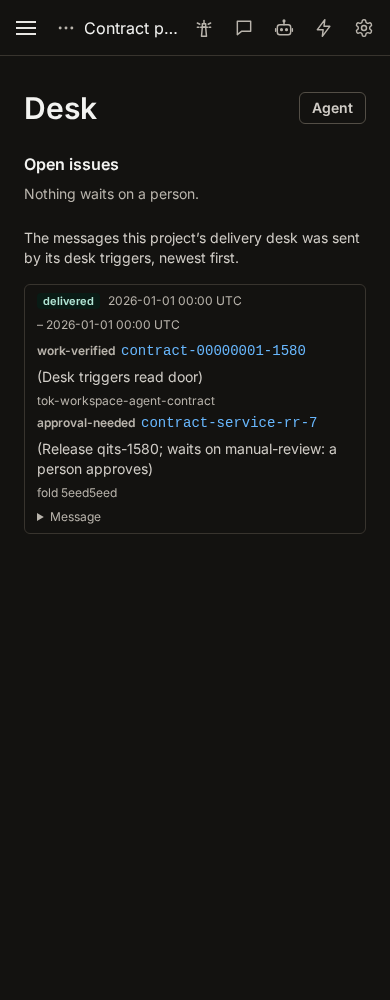 Contract p...
Desk
Agent
Open issues
Nothing waits on a person.
The messages this project’s delivery desk was sent
by its desk triggers, newest first.
delivered 2026-01-01 00:00 UTC
– 2026-01-01 00:00 UTC
work-verified contract-00000001-1580
(Desk triggers read door)
tok-workspace-agent-contract
approval-needed contract-service-rr-7
(Release qits-1580; waits on manual-review: a
person approves)
fold 5eed5eed
Message